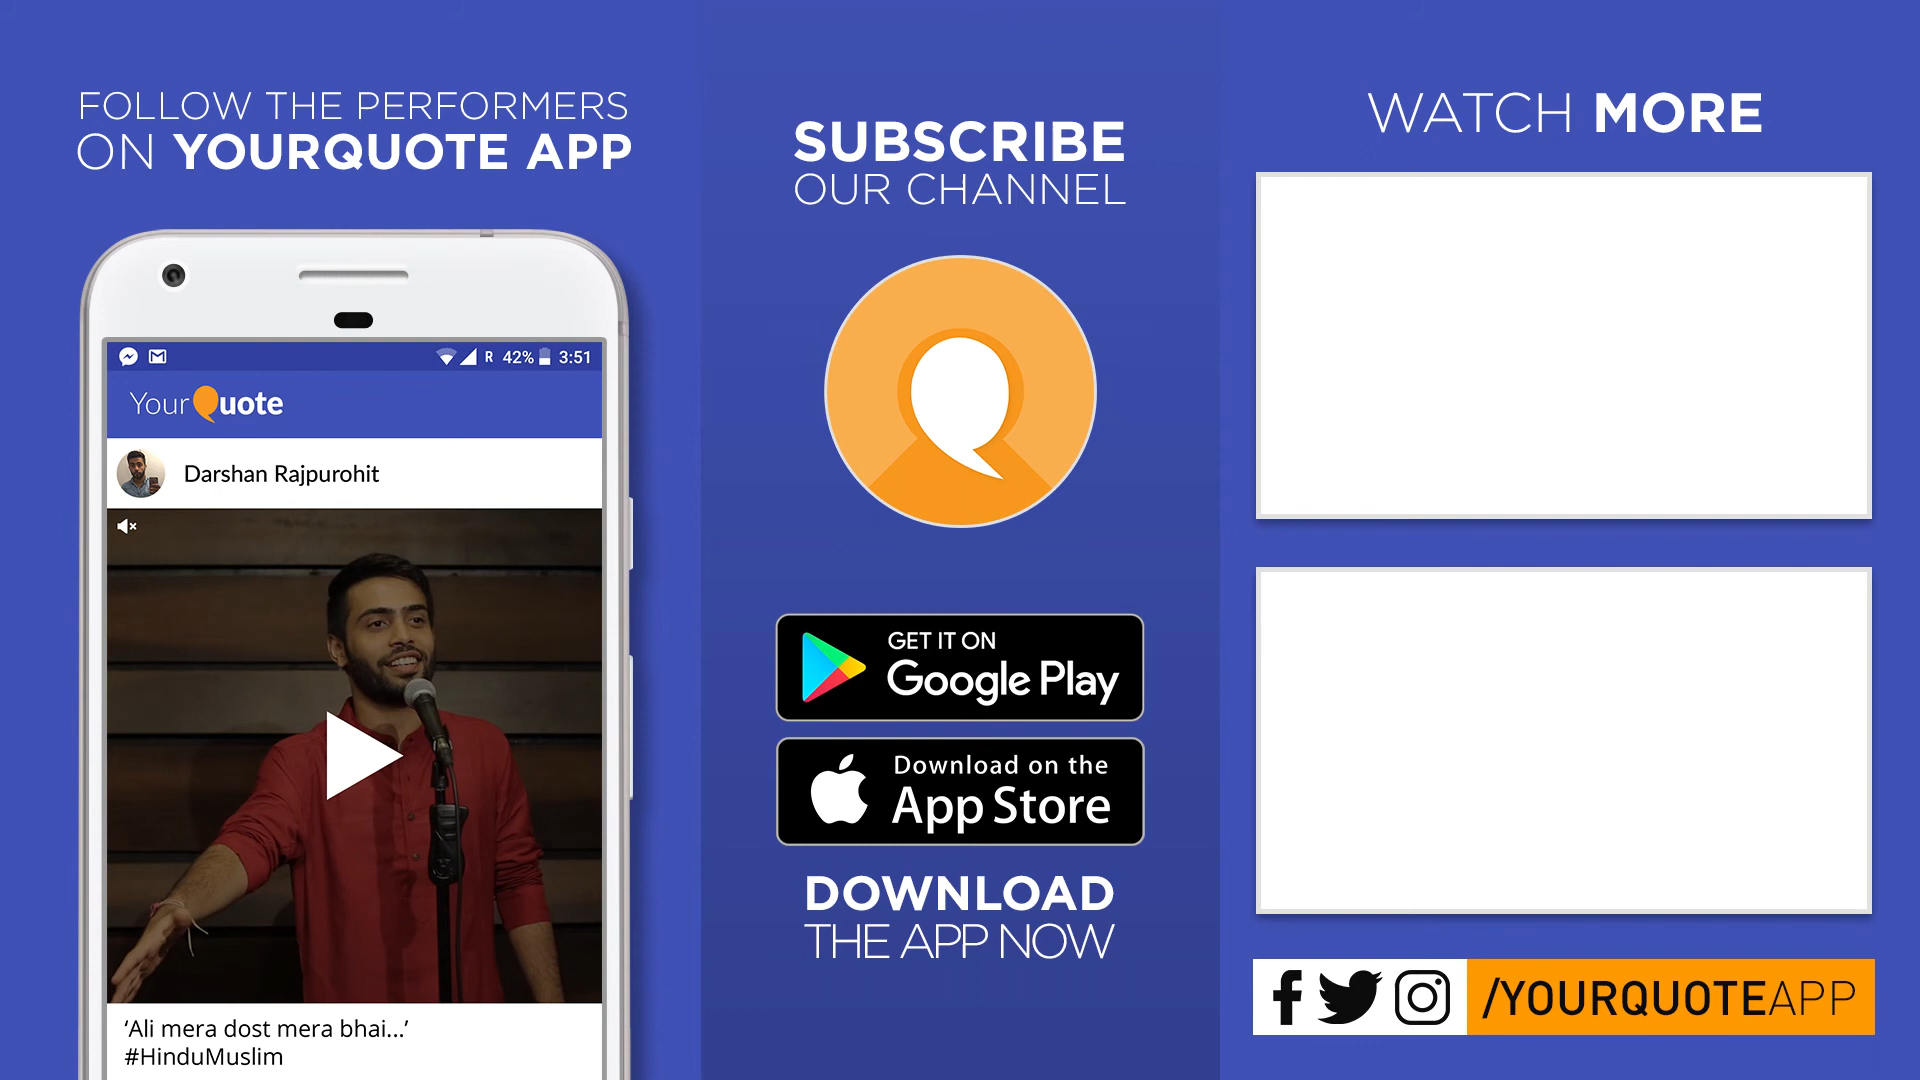 FOLLOW THE PERFORMERS
ON YOURQUOTE APP
R 42% 3:51
YourQuote
Darshan Rajpurohit
‘Ali mera dost mera bhai...’
#HinduMuslim
SUBSCRIBE
OUR CHANNEL
GET IT ON
Google Play
Download on the
App Store
DOWNLOAD
THE APP NOW
WATCH MORE
/YOURQUOTEAPP